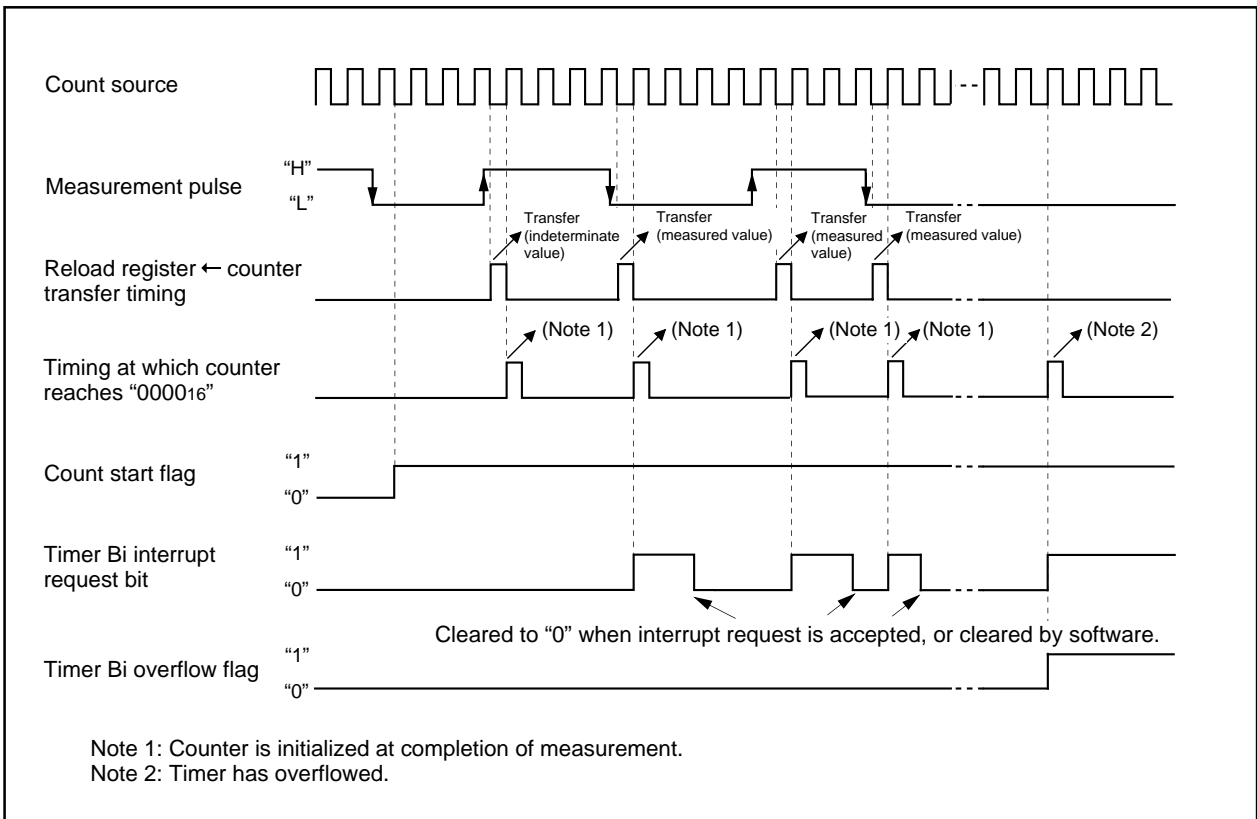 Count source
“H”
Measurement pulse
“L”
Transfer
(indeterminate
value)
Transfer
(measured value)
Transfer
(measured
value)
Transfer
(measured value)
Reload register ← counter
transfer timing
(Note 1)
(Note 1)
(Note 1)
(Note 1)
(Note 2)
Timing at which counter
reaches “000016”
“1”
Count start flag
“0”
Timer Bi interrupt
request bit
“1”
“0”
Cleared to “0” when interrupt request is accepted, or cleared by software.
“1”
Timer Bi overflow flag
“0”
Note 1: Counter is initialized at completion of measurement.
Note 2: Timer has overflowed.